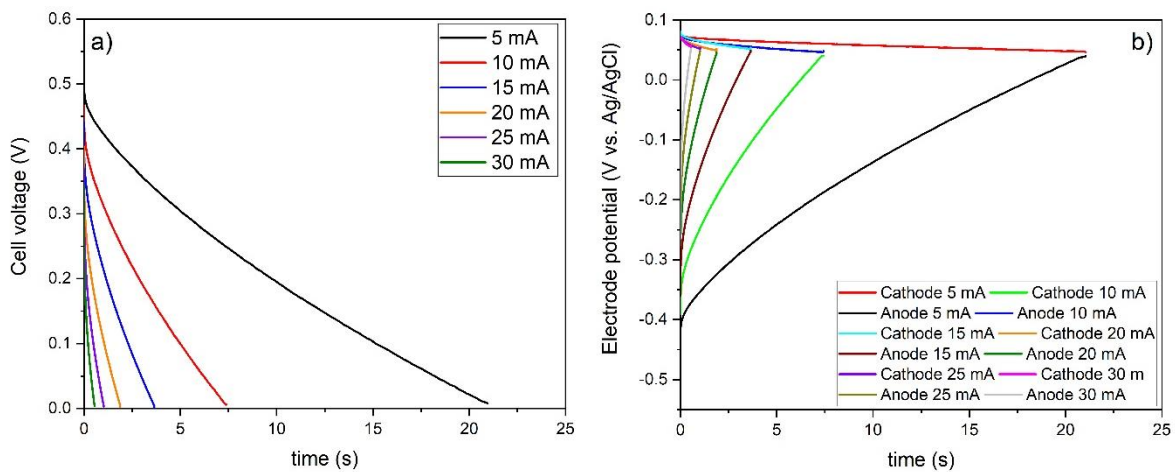 a)
5 mA
10 mA
15 mA
20 mA
25 mA
30 mA
0.6
0.5
0.4
0.3
0.2
0.1
0.0
Cell voltage (V)
0 5 10 15 20 25
time (s)
b)
0.1
0.0
-0.1
-0.2
-0.3
-0.4
-0.5
Electrode potential (V vs. Ag/AgCl)
Cathode 5 mA Cathode 10 mA
Anode 5 mA Anode 10 mA
Cathode 15 mA Cathode 20 mA
Anode 15 mA Anode 20 mA
Cathode 25 mA Cathode 30 m
Anode 25 mA Anode 30 mA
0 5 10 15 20 25
time (s)